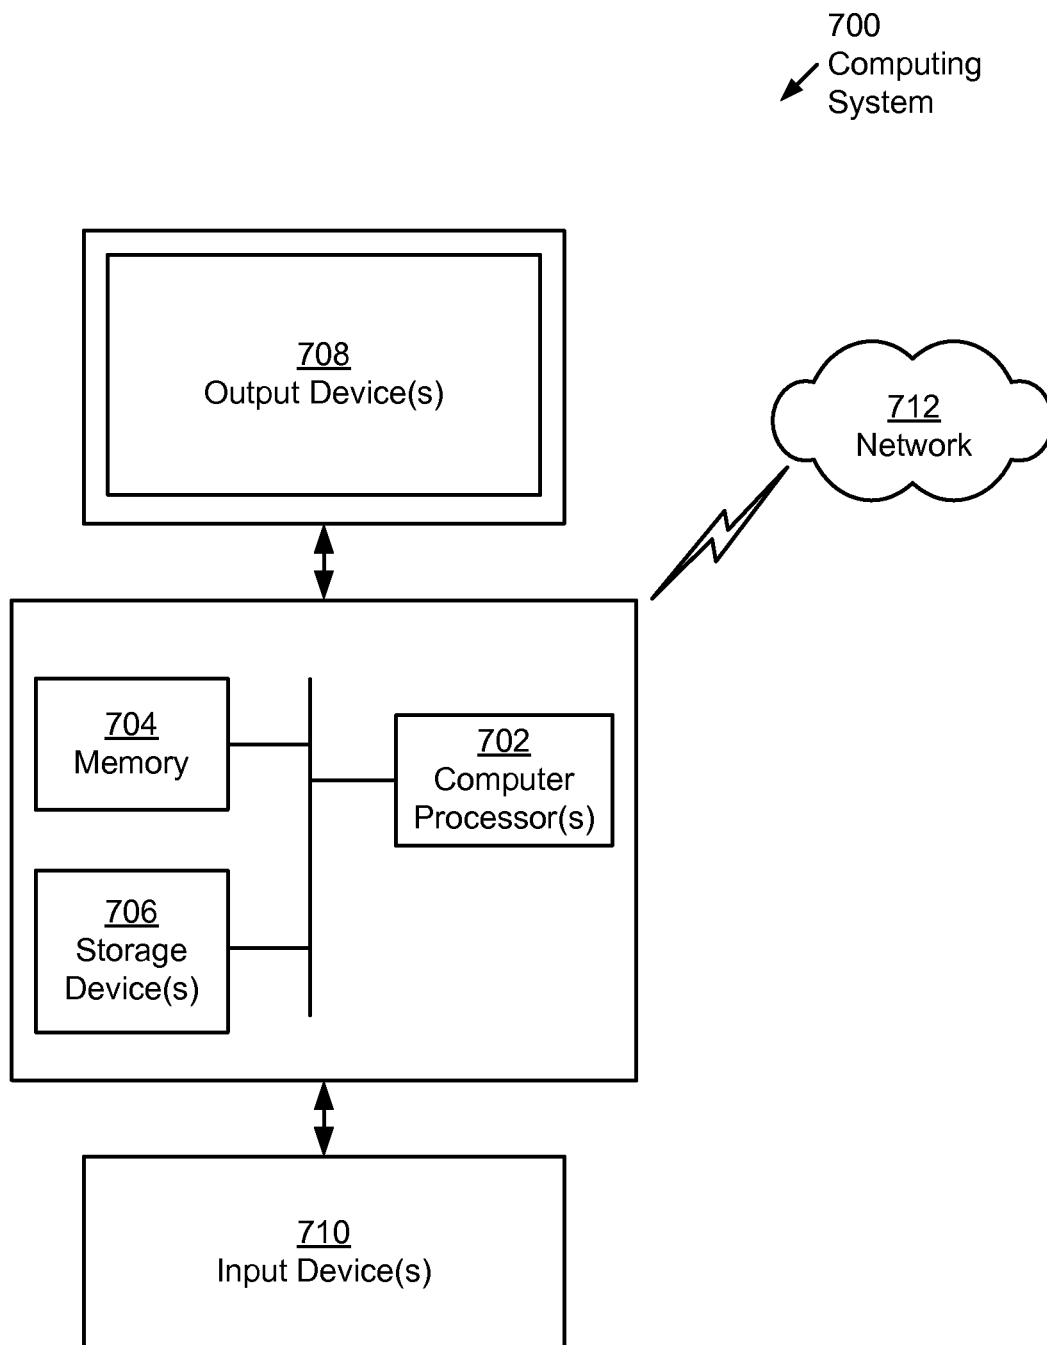 700
Computing
System
708
Output Device(s)
712
Network
704
Memory
702
Computer
Processor(s)
706
Storage
Device(s)
710
Input Device(s)